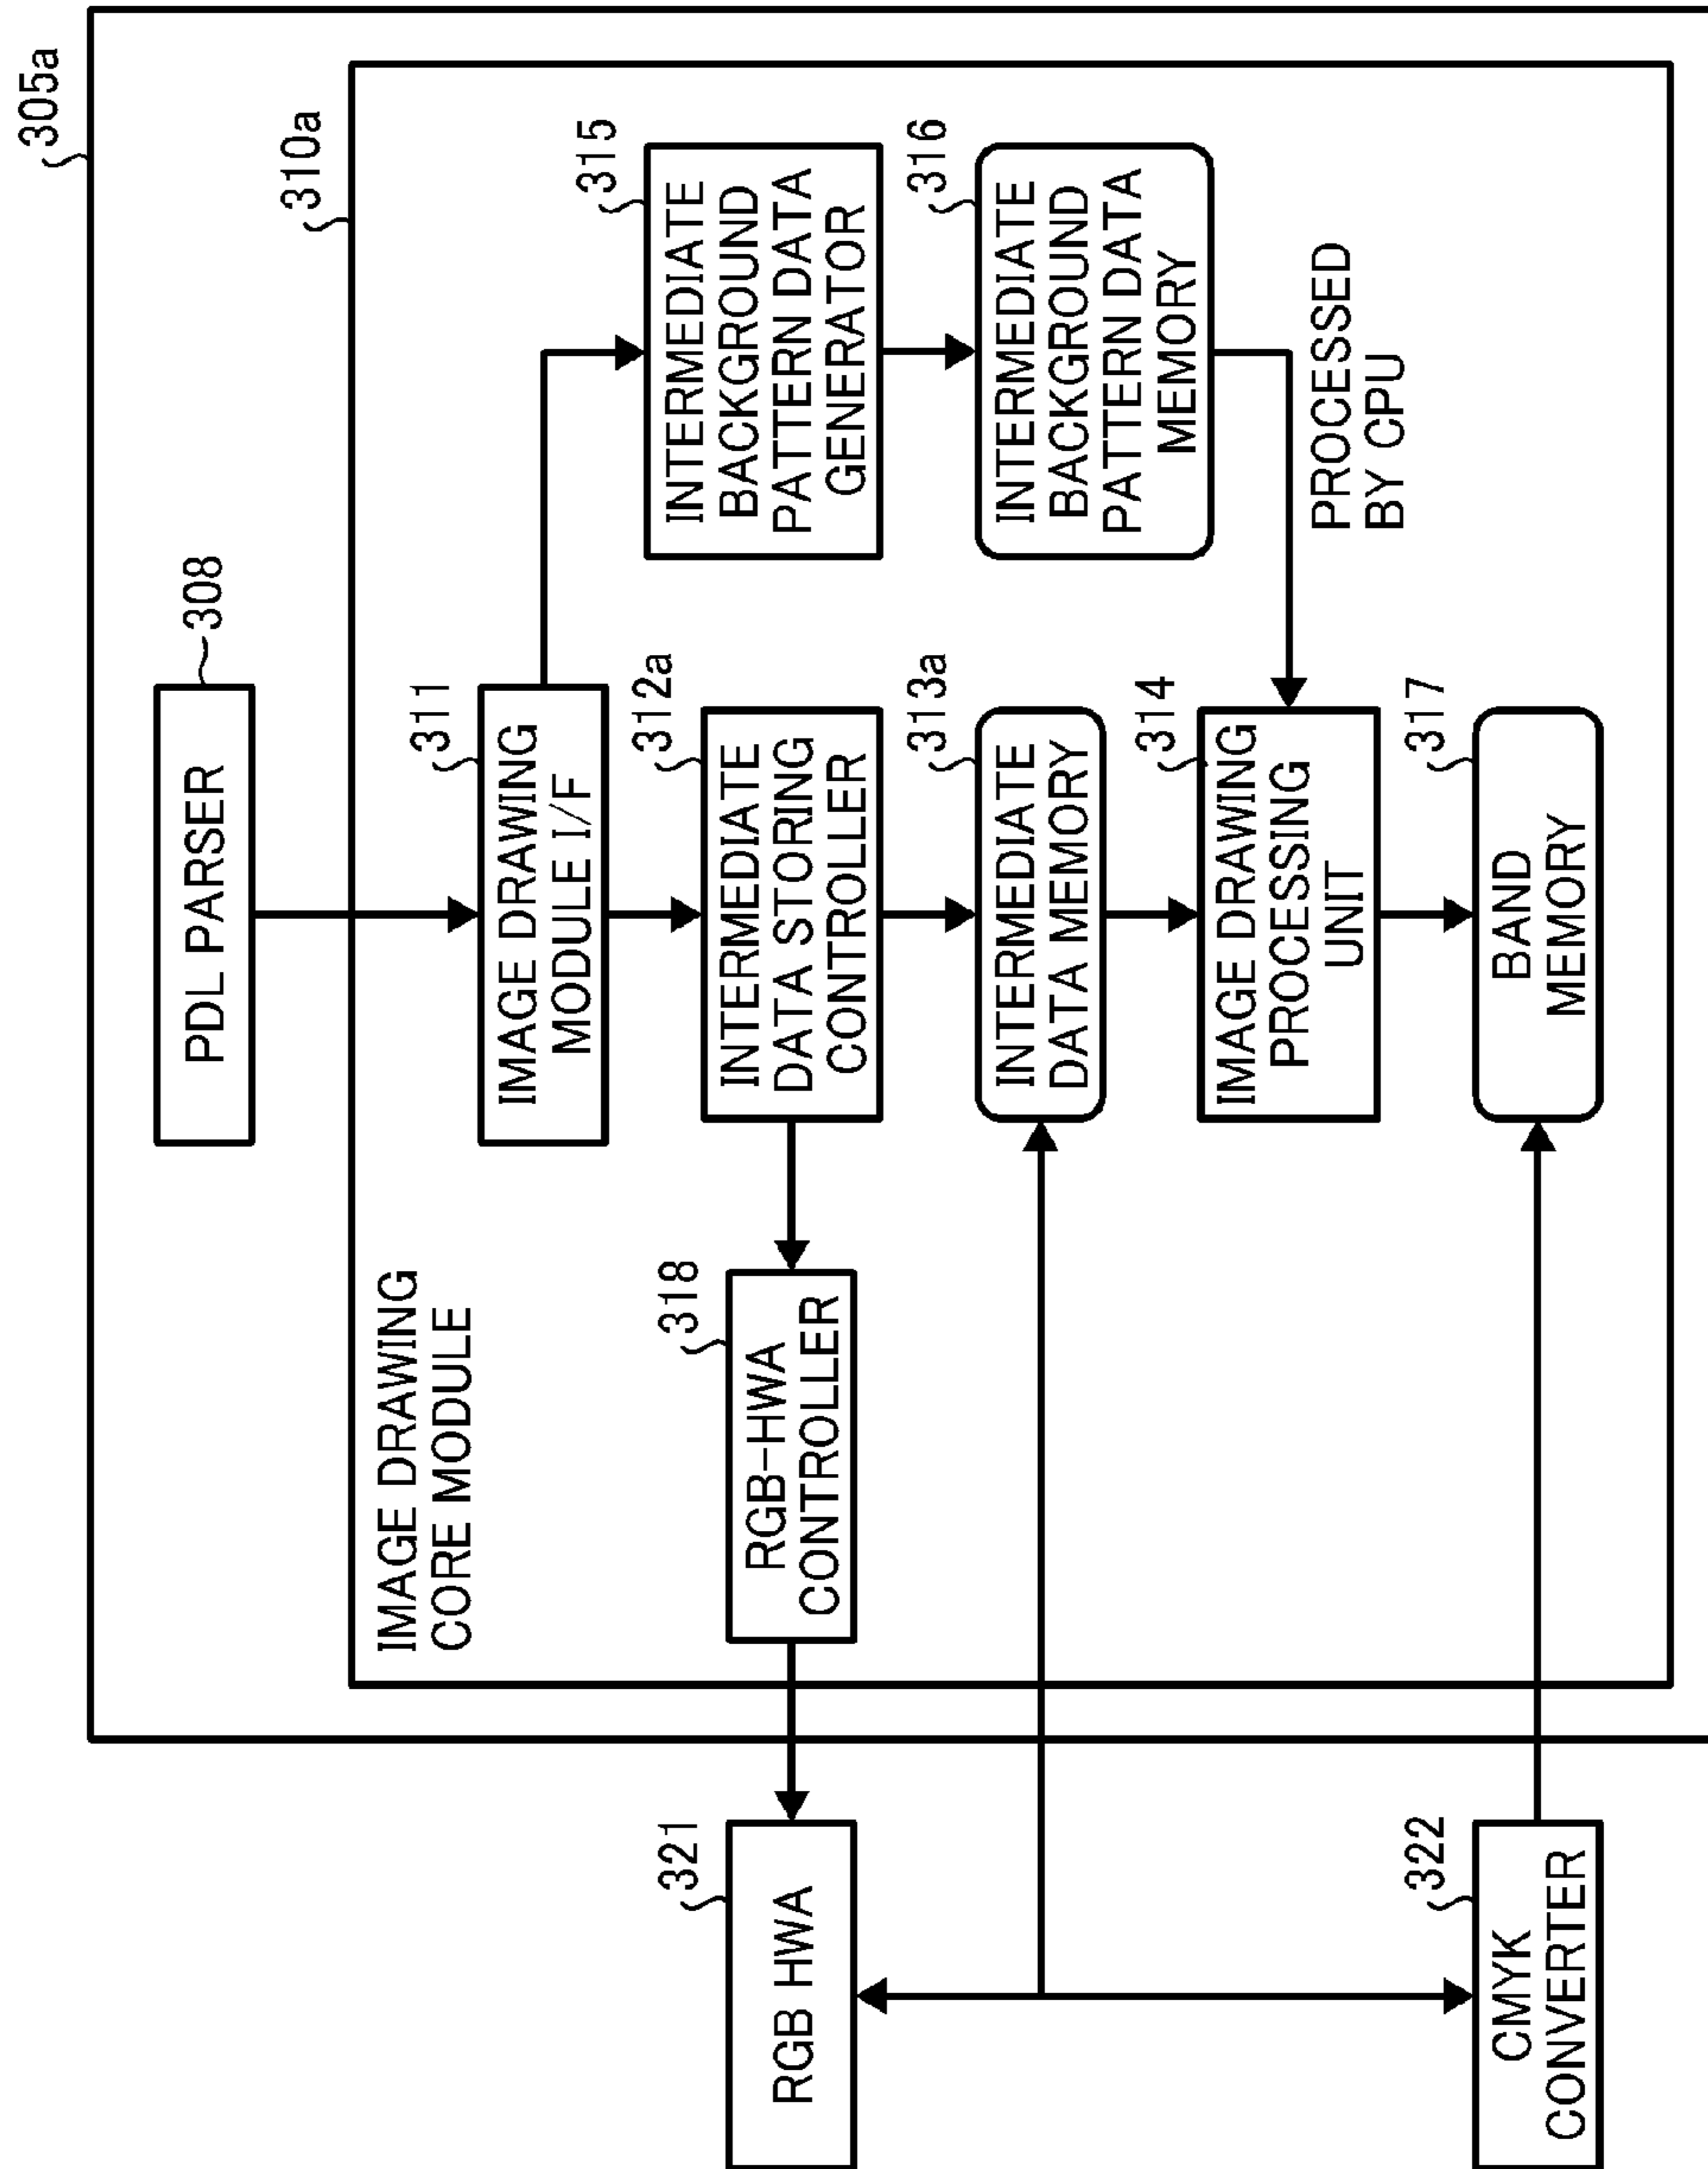 305a
PDL PARSER
308
310a
IMAGE DRAWING
CORE MODULE
311
IMAGE DRAWING
MODULE I/F
312a
INTERMEDIATE
DATA STORING
CONTROLLER
315
INTERMEDIATE
BACKGROUND
PATTERN DATA
GENERATOR
318
RGB-HWA
CONTROLLER
321
RGB HWA
313a
INTERMEDIATE
DATA MEMORY
316
INTERMEDIATE
BACKGROUND
PATTERN DATA
MEMORY
314
IMAGE DRAWING
PROCESSING
UNIT
PROCESSED
BY CPU
317
BAND
MEMORY
322
CMYK
CONVERTER